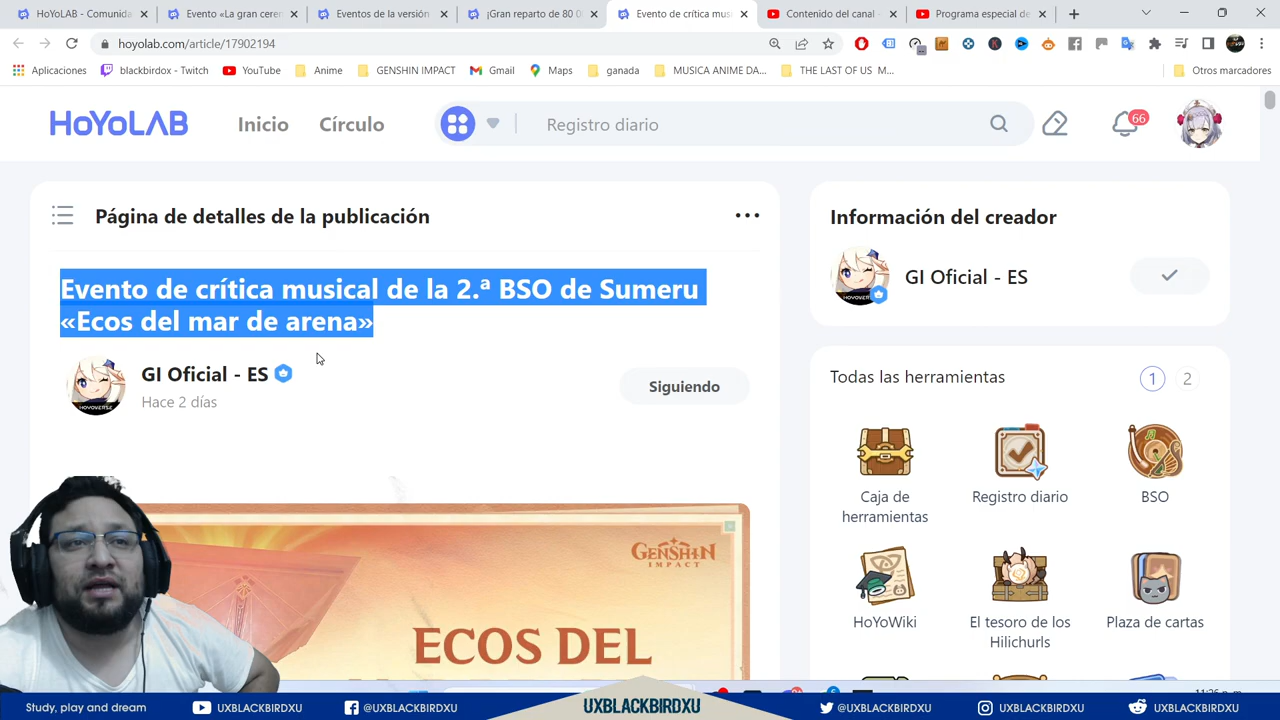 HoYoLAB - Comunida
Evento «La gran ceren
Eventos de la versión
¡Gran reparto de 80 0
Evento de crítica musi
Contenido del canal -
Programa especial de
hoyolab.com/article/17902194
Aplicaciones
blackbirdox - Twitch
YouTube
Anime
GENSHIN IMPACT
Gmail
Maps
ganada
MUSICA ANIME DA...
THE LAST OF US M...
Otros marcadores
HoYoLAB
Inicio
Círculo
Registro diario
66
Página de detalles de la publicación
Evento de crítica musical de la 2.ª BSO de Sumeru
«Ecos del mar de arena»
GI Oficial - ES
Hace 2 días
Siguiendo
HOYOVERSE
GENSHIN
IMPACT
ECOS DEL
Información del creador
GI Oficial - ES
HOYOVERSE
Todas las herramientas
1
2
Caja de
herramientas
Registro diario
BSO
HoYoWiki
El tesoro de los
Hilichurls
Plaza de cartas
Study, play and dream
UXBLACKBIRDXU
@UXBLACKBIRDXU
UXBLACKBIRDXU
@UXBLACKBIRDXU
UXBLACKBIRDXU
UXBLACKBIRDXU